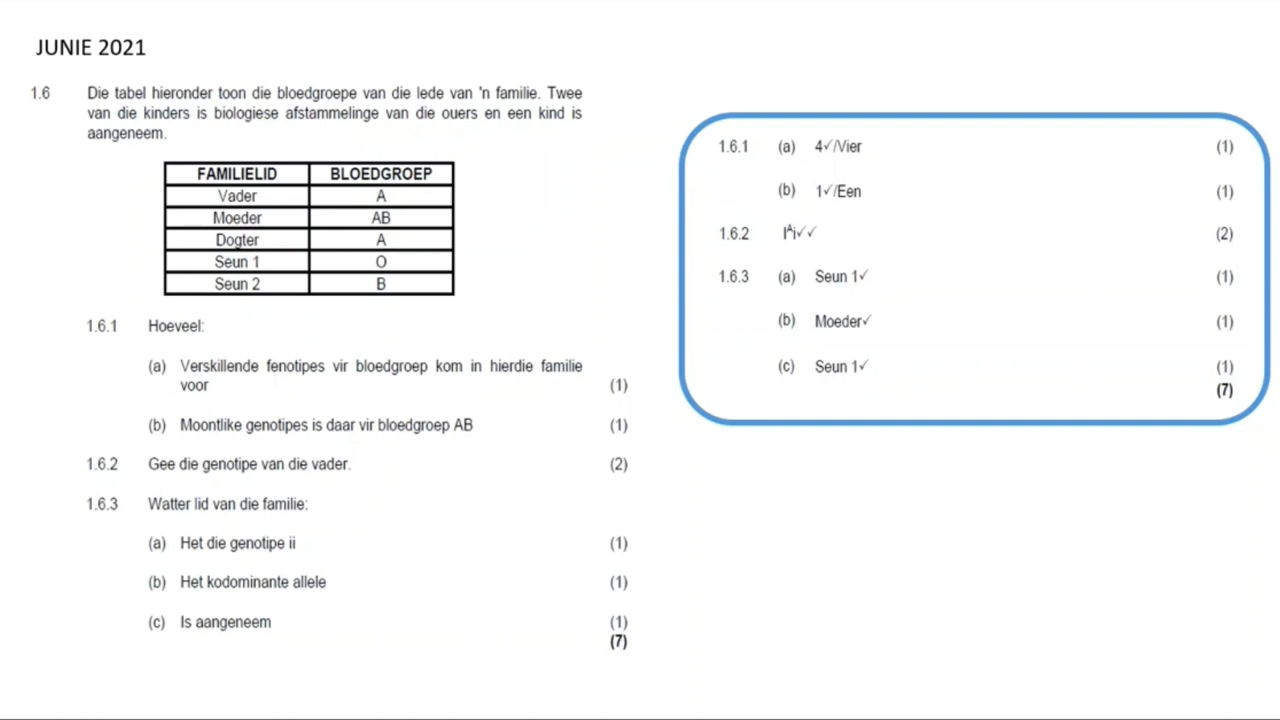 JUNIE 2021
1.6 Die tabel hieronder toon die bloedgroepe van die lede van 'n familie. Twee
van die kinders is biologiese afstammelinge van die ouers en een kind is
aangeneem.
FAMILIELID BLOEDGROEP
Vader A
Moeder AB
Dogter A
Seun 1 O
Seun 2 B
1.6.1 Hoeveel:
(a) Verskillende fenotipes vir bloedgroep kom in hierdie familie
voor (1)
(b) Moontlike genotipes is daar vir bloedgroep AB (1)
1.6.2 Gee die genotipe van die vader. (2)
1.6.3 Watter lid van die familie:
(a) Het die genotipe ii (1)
(b) Het kodominante allele (1)
(c) Is aangeneem (1)
(7)
1.6.1 (a) 4✓/Vier (1)
(b) 1✓/Een (1)
1.6.2 Iᴬi✓✓ (2)
1.6.3 (a) Seun 1✓ (1)
(b) Moeder✓ (1)
(c) Seun 1✓ (1)
(7)